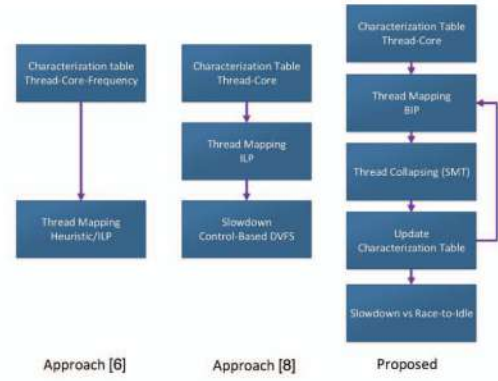 Characterization table
Thread-Core-Frequency
Thread Mapping
Heuristic/ILP
Approach [6]
Characterization Table
Thread-Core
Thread Mapping
ILP
Slowdown
Control-Based DVFS
Approach [8]
Characterization Table
Thread-Core
Thread Mapping
BIP
Thread Collapsing (SMT)
Update
Characterization Table
Slowdown vs Race-to-Idle
Proposed